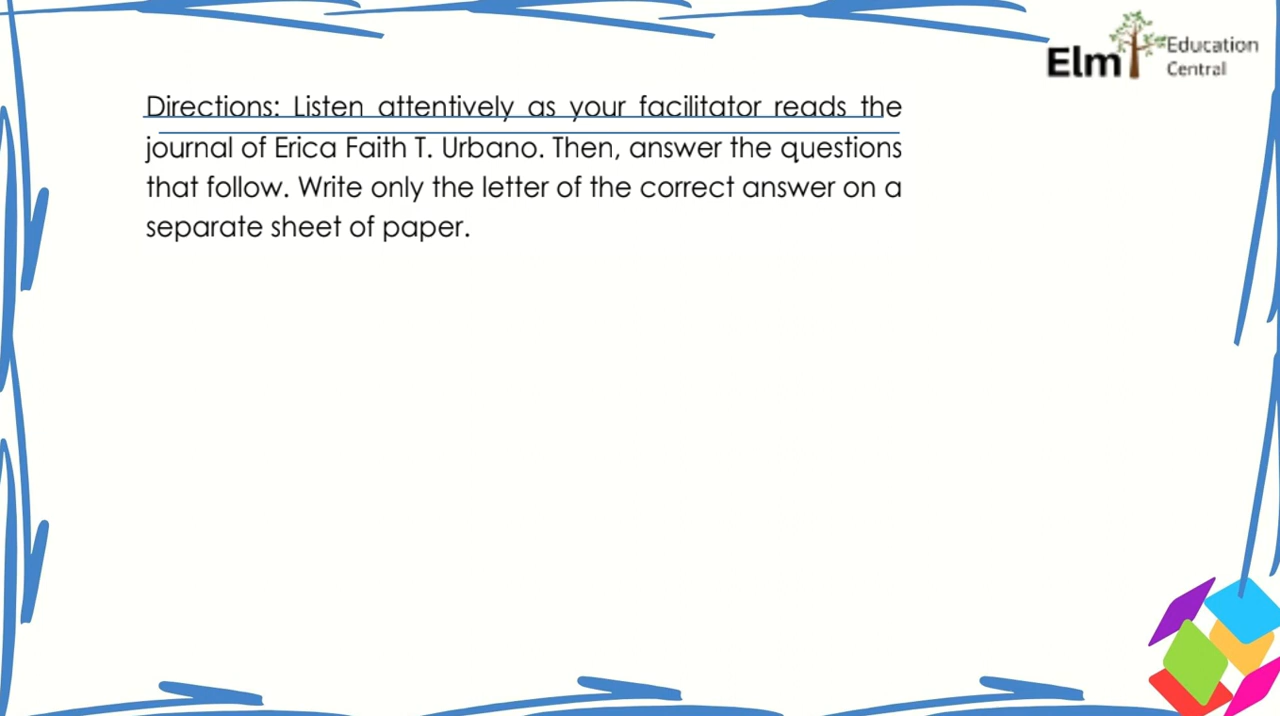 Elm Education
Central
Directions: Listen attentively as your facilitator reads the
journal of Erica Faith T. Urbano. Then, answer the questions
that follow. Write only the letter of the correct answer on a
separate sheet of paper.